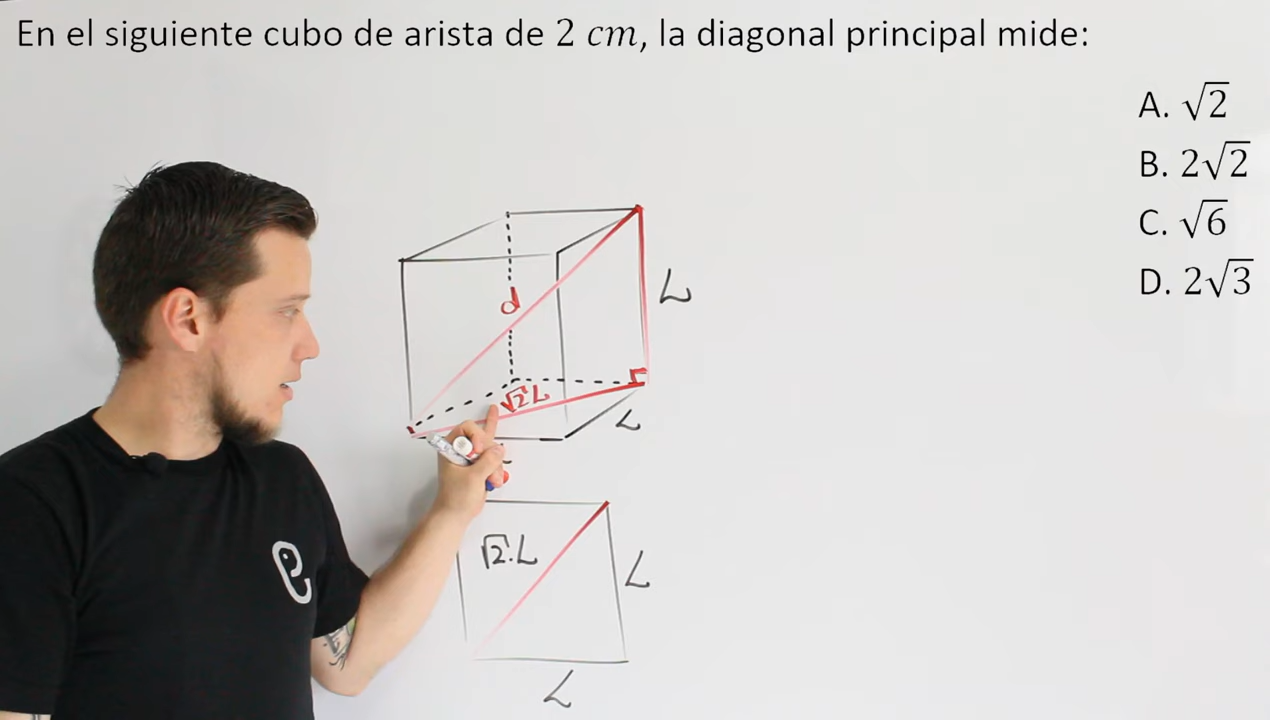 En el siguiente cubo de arista de 2 cm, la diagonal principal mide:
A. √2
B. 2√2
C. √6
D. 2√3
L
d
√2·L
L
√2·L
L
L
e